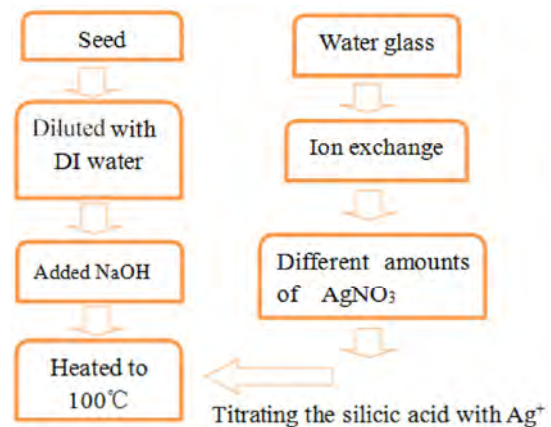 Seed
Diluted with
DI water
Added NaOH
Heated to
100℃
Water glass
Ion exchange
Different amounts
of AgNO₃
Titrating the silicic acid with Ag⁺